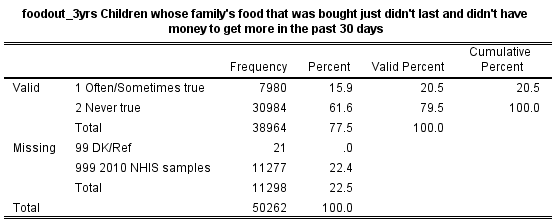 foodout_3yrs Children whose family's food that was bought just didn't last and didn't have
money to get more in the past 30 days
Frequency Percent Valid Percent Cumulative Percent
Valid 1 Often/Sometimes true 7980 15.9 20.5 20.5
2 Never true 30984 61.6 79.5 100.0
Total 38964 77.5 100.0
Missing 99 DK/Ref 21 .0
999 2010 NHIS samples 11277 22.4
Total 11298 22.5
Total 50262 100.0